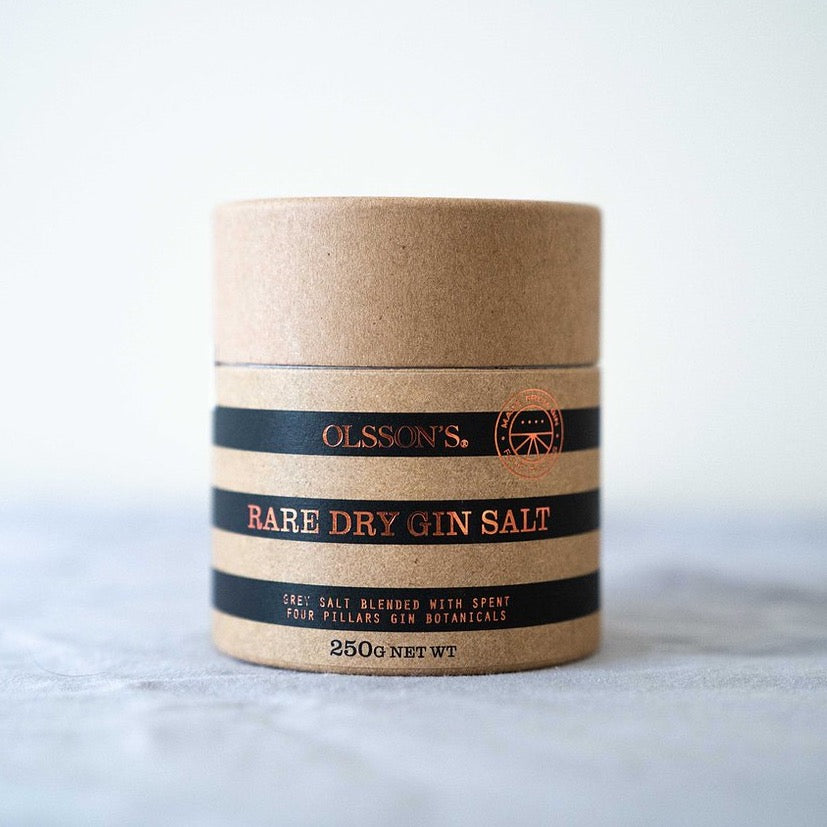 OLSSON'S®
RARE DRY GIN SALT
GREY SALT BLENDED WITH SPENT
FOUR PILLARS GIN BOTANICALS
250G NET WT